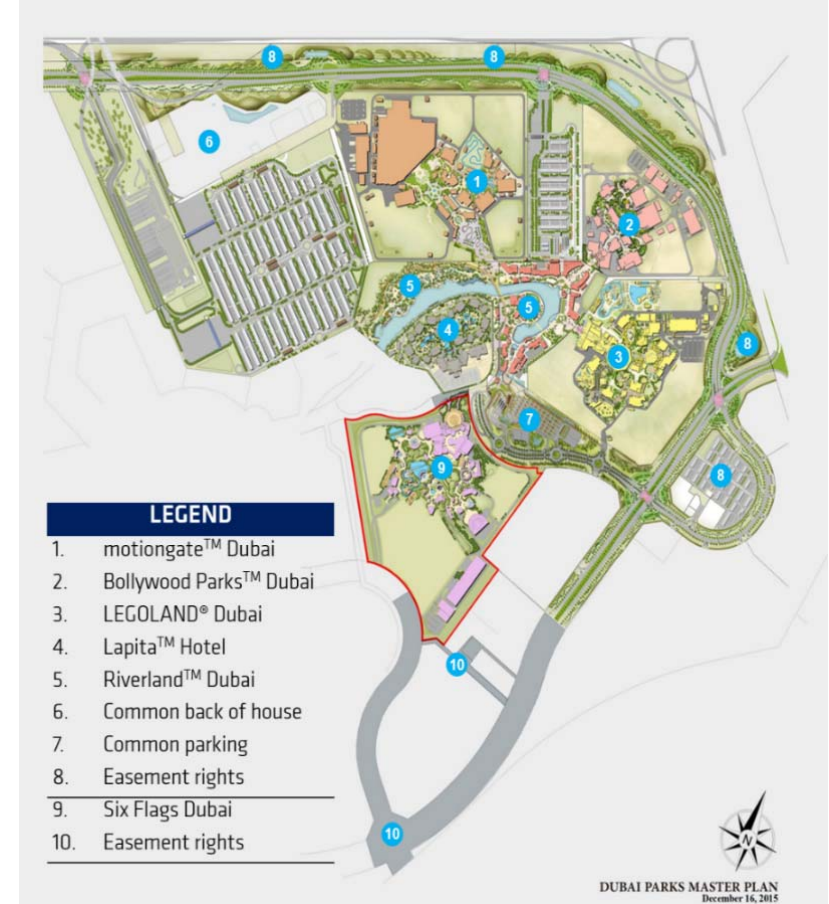 8
8
6
1
2
5
5
4
3
8
7
9
8
LEGEND
1. motiongate™ Dubai
2. Bollywood Parks™ Dubai
3. LEGOLAND® Dubai
4. Lapita™ Hotel
5. Riverland™ Dubai
6. Common back of house
7. Common parking
8. Easement rights
9. Six Flags Dubai
10. Easement rights
10
10
N
DUBAI PARKS MASTER PLAN
December 16, 2015